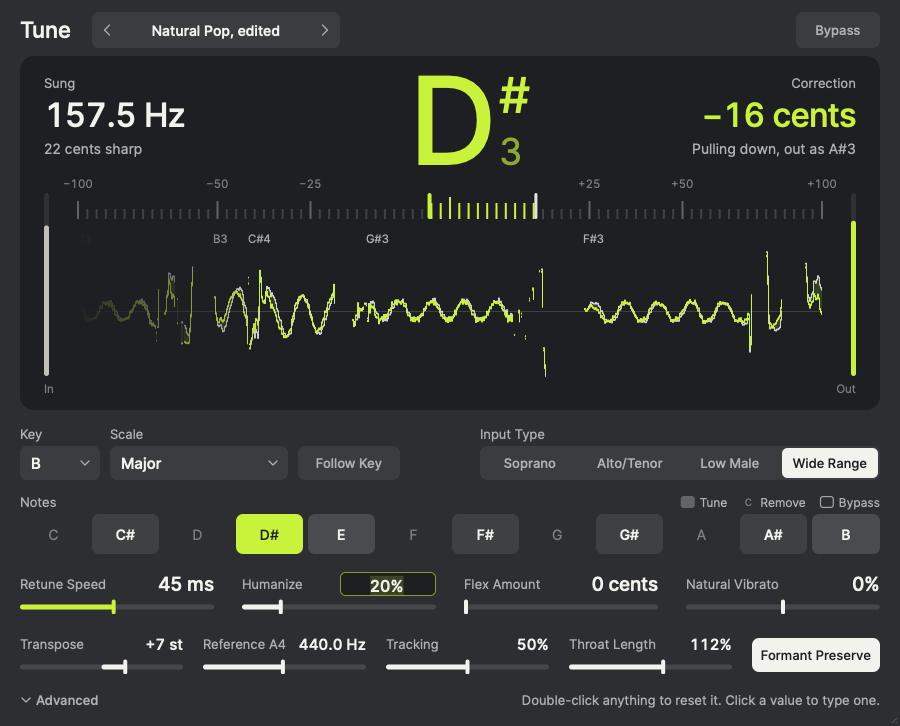 Tune
Natural Pop, edited
Bypass
Sung
157.5 Hz
22 cents sharp
D#3
Correction
−16 cents
Pulling down, out as A#3
−100 −50 −25 +25 +50 +100
B3 C#4 G#3 F#3
In
Out
Key
B
Scale
Major
Follow Key
Input Type
Soprano Alto/Tenor Low Male Wide Range
Notes
Tune C Remove Bypass
C C# D D# E F F# G G# A A# B
Retune Speed 45 ms
Humanize 20%
Flex Amount 0 cents
Natural Vibrato 0%
Transpose +7 st
Reference A4 440.0 Hz
Tracking 50%
Throat Length 112%
Formant Preserve
Advanced
Double-click anything to reset it. Click a value to type one.